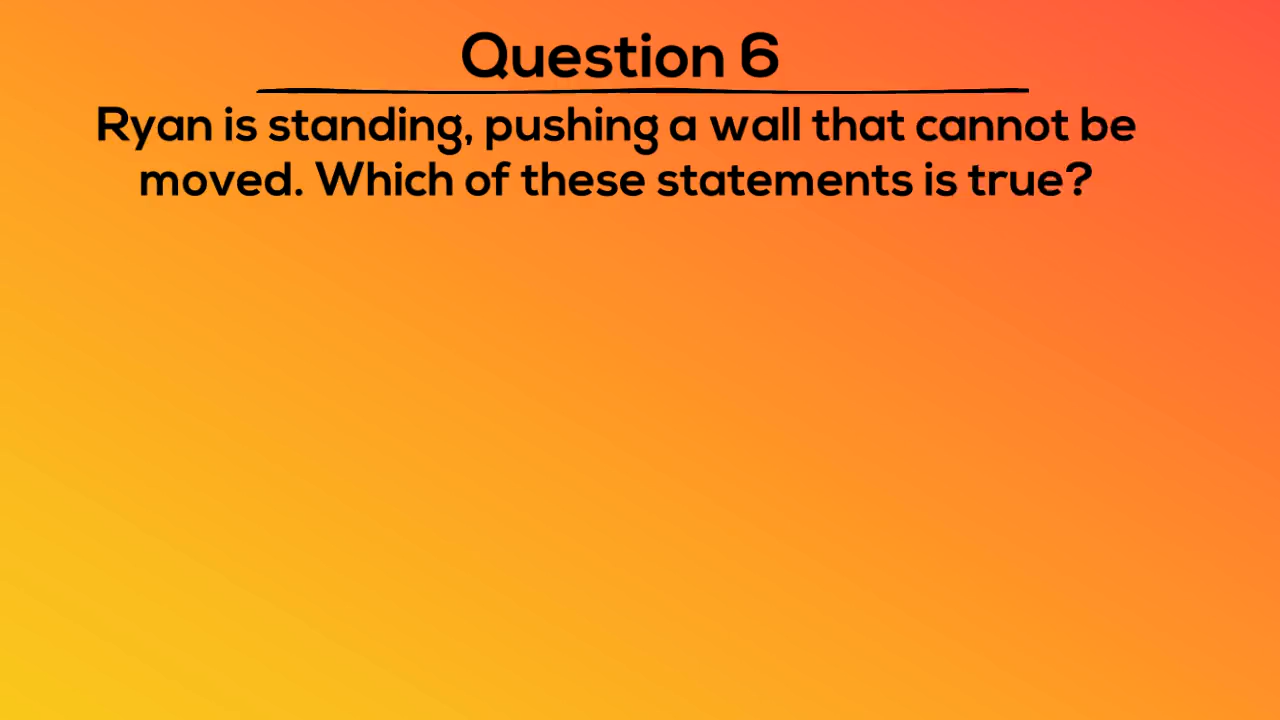 Question 6
Ryan is standing, pushing a wall that cannot be
moved. Which of these statements is true?